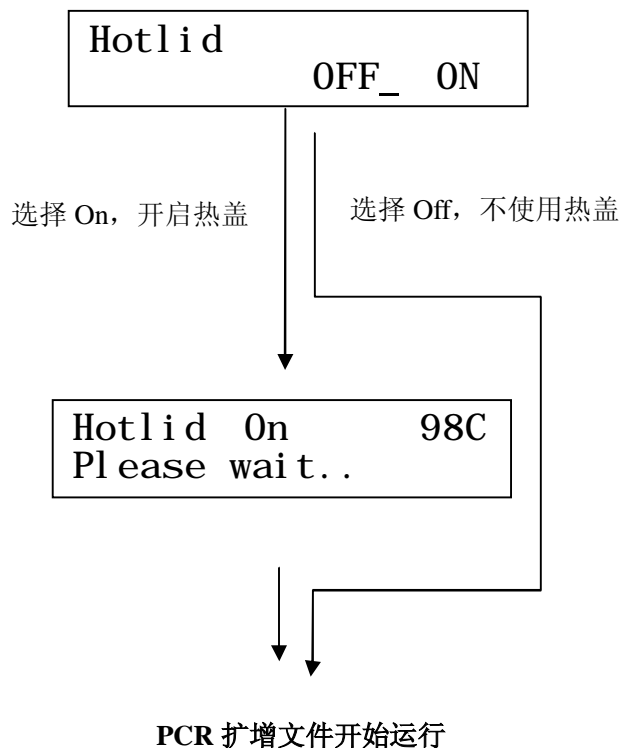 Hotlid
OFF_ ON
选择 On，开启热盖
选择 Off，不使用热盖
Hotlid On 98C
Please wait..
PCR 扩增文件开始运行